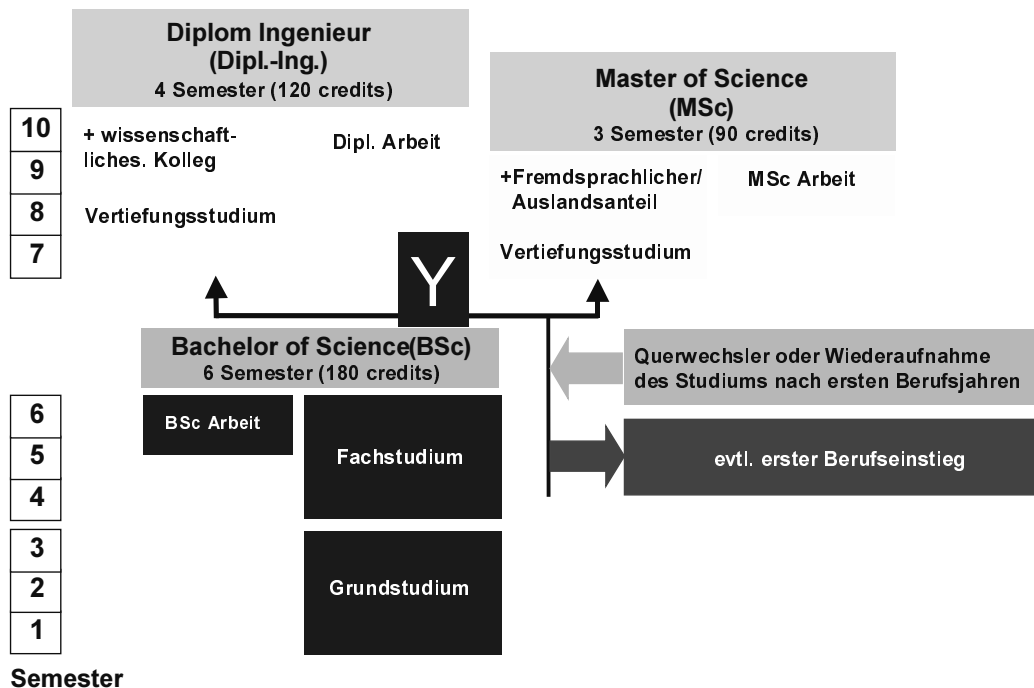 Diplom Ingenieur
(Dipl.-Ing.)
4 Semester (120 credits)
Master of Science
(MSc)
3 Semester (90 credits)
10
9
8
7
+ wissenschaft-
liches. Kolleg
Dipl. Arbeit
Vertiefungsstudium
+Fremdsprachlicher/
Auslandsanteil
MSc Arbeit
Vertiefungsstudium
Y
Bachelor of Science(BSc)
6 Semester (180 credits)
Querwechsler oder Wiederaufnahme
des Studiums nach ersten Berufsjahren
6
5
4
BSc Arbeit
Fachstudium
evtl. erster Berufseinstieg
3
2
1
Grundstudium
Semester